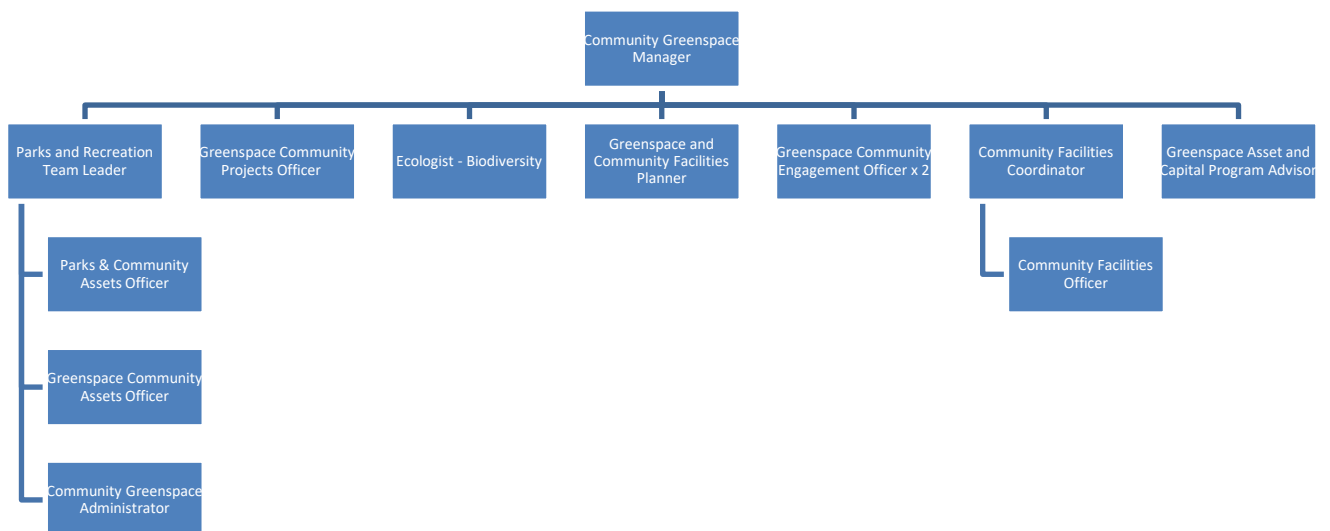 Community Greenspace
Manager
Parks and Recreation
Team Leader
Greenspace Community
Projects Officer
Ecologist - Biodiversity
Greenspace and
Community Facilities
Planner
Greenspace Community
Engagement Officer x 2
Community Facilities
Coordinator
Greenspace Asset and
Capital Program Advisor
Parks & Community
Assets Officer
Community Facilities
Officer
Greenspace Community
Assets Officer
Community Greenspace
Administrator